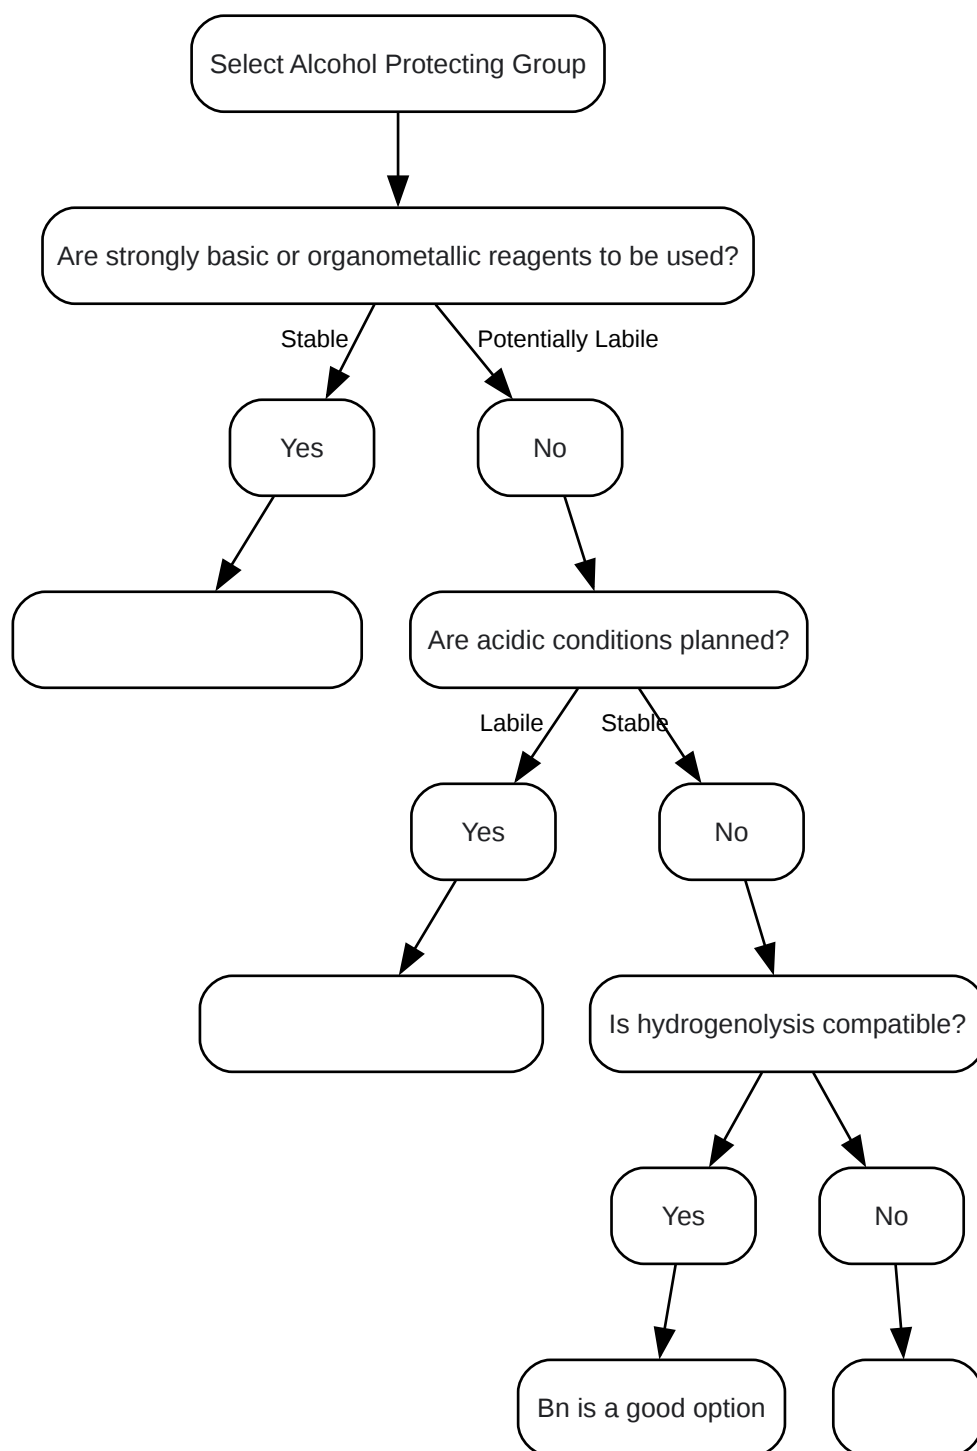 Select Alcohol Protecting Group
Are strongly basic or organometallic reagents to be used?
Stable
Potentially Labile
Yes
No
Are acidic conditions planned?
Labile
Stable
Yes
No
Is hydrogenolysis compatible?
Yes
No
Bn is a good option